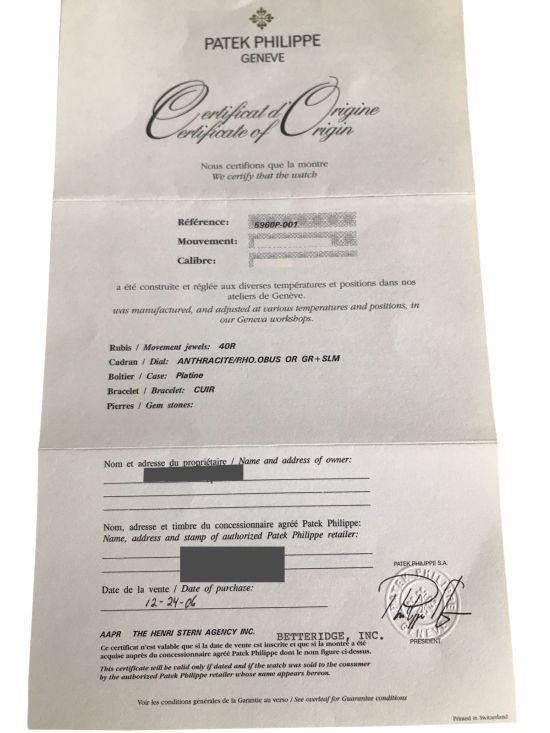 PATEK PHILIPPE
GENEVE
Certificat d'Origine
Certificate of Origin
Nous certifions que la montre
We certify that the watch
Référence: 5960P-001
Mouvement:
Calibre:
a été construite et réglée aux diverses températures et positions dans nos
ateliers de Genève.
was manufactured, and adjusted at various temperatures and positions, in
our Geneva workshops.
Rubis / Movement jewels: 40R
Cadran / Dial: ANTHRACITE/RHO.OBUS OR GR+SLM
Boîtier / Case: Platine
Bracelet / Bracelet: CUIR
Pierres / Gem stones:
Nom et adresse du propriétaire / Name and address of owner:
Nom, adresse et timbre du concessionnaire agréé Patek Philippe:
Name, address and stamp of authorized Patek Philippe retailer:
Date de la vente / Date of purchase:
12-24-06
PATEK PHILIPPE S.A.
PATEK PHILIPPE
GENEVE
PRESIDENT
AAPR THE HENRI STERN AGENCY INC. BETTERIDGE, INC.
Ce certificat n'est valable que si la date de vente est inscrite et que si la montre a été
acquise auprès du concessionnaire agréé Patek Philippe dont le nom figure ci-dessus.
This certificate will be valid only if dated and if the watch was sold to the consumer
by the authorized Patek Philippe retailer whose name appears hereon.
Voir les conditions générales de la Garantie au verso / See overleaf for Guarantee conditions
Printed in Switzerland